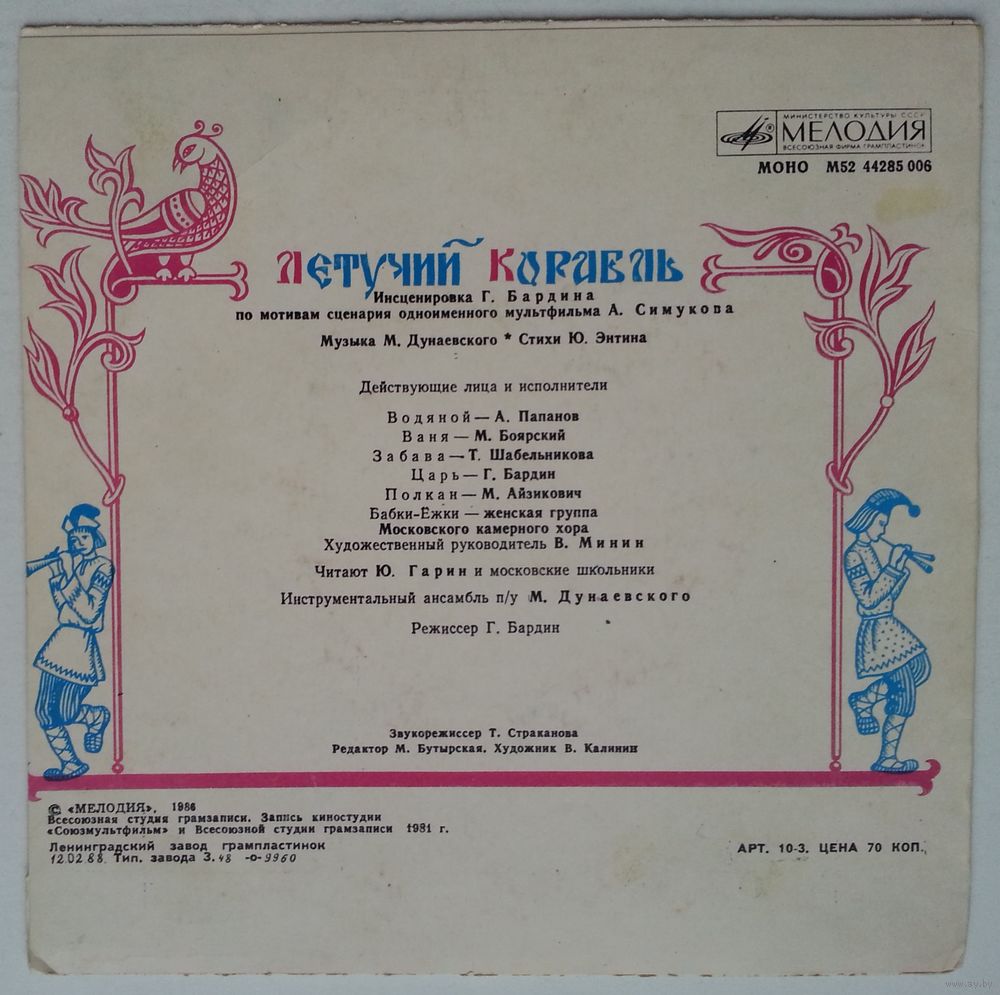 МИНИСТЕРСТВО КУЛЬТУРЫ СССР
МЕЛОДИЯ
ВСЕСОЮЗНАЯ ФИРМА ГРАМПЛАСТИНОК
МОНО М52 44285 006
ЛЕТУЧИЙ КОРАБЛЬ
Инсценировка Г. Бардина
по мотивам сценария одноименного мультфильма А. Симукова
Музыка М. Дунаевского * Стихи Ю. Энтина
Действующие лица и исполнители
Водяной — А. Папанов
Ваня — М. Боярский
Забава — Т. Шабельникова
Царь — Г. Бардин
Полкан — М. Айзикович
Бабки-Ёжки — женская группа
Московского камерного хора
Художественный руководитель В. Минин
Читают Ю. Гарин и московские школьники
Инструментальный ансамбль п/у М. Дунаевского
Режиссер Г. Бардин
Звукорежиссер Т. Страканова
Редактор М. Бутырская. Художник В. Калинин
© «МЕЛОДИЯ», 1986
Всесоюзная студия грамзаписи. Запись киностудии
«Союзмультфильм» и Всесоюзной студии грамзаписи 1981 г.
Ленинградский завод грампластинок
12.02.88. Тип. завода З. 48 -о-9960
АРТ. 10-3. ЦЕНА 70 КОП.
www.ay.by